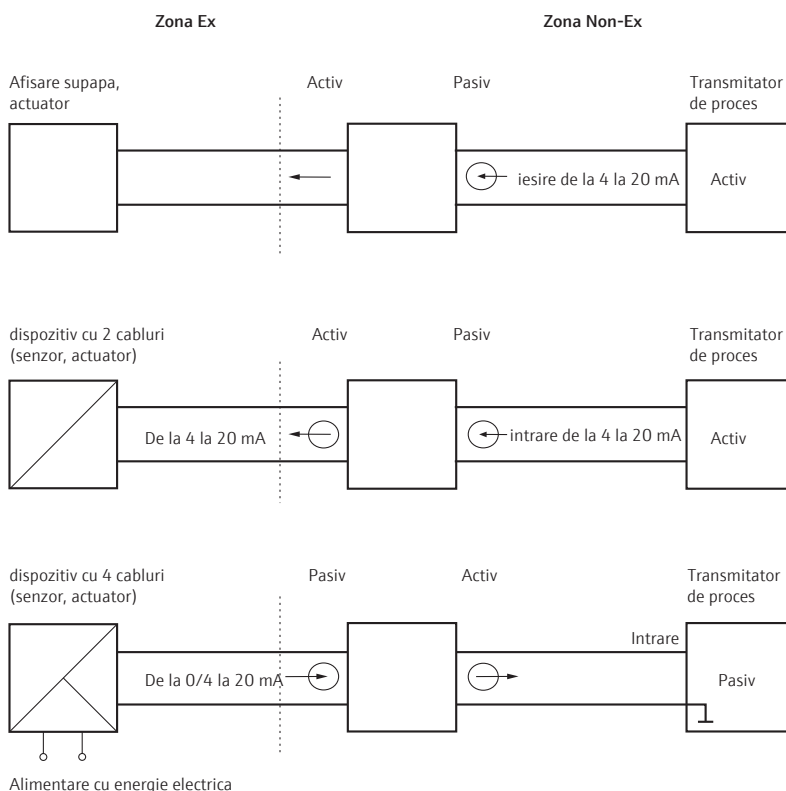 Zona Ex
Zona Non-Ex
Afisare supapa,
actuator
Activ
Pasiv
Transmitator
de proces
iesire de la 4 la 20 mA
Activ
dispozitiv cu 2 cabluri
(senzor, actuator)
Activ
Pasiv
Transmitator
de proces
De la 4 la 20 mA
intrare de la 4 la 20 mA
Activ
dispozitiv cu 4 cabluri
(senzor, actuator)
Pasiv
Activ
Transmitator
de proces
Intrare
De la 0/4 la 20 mA
Pasiv
Alimentare cu energie electrica